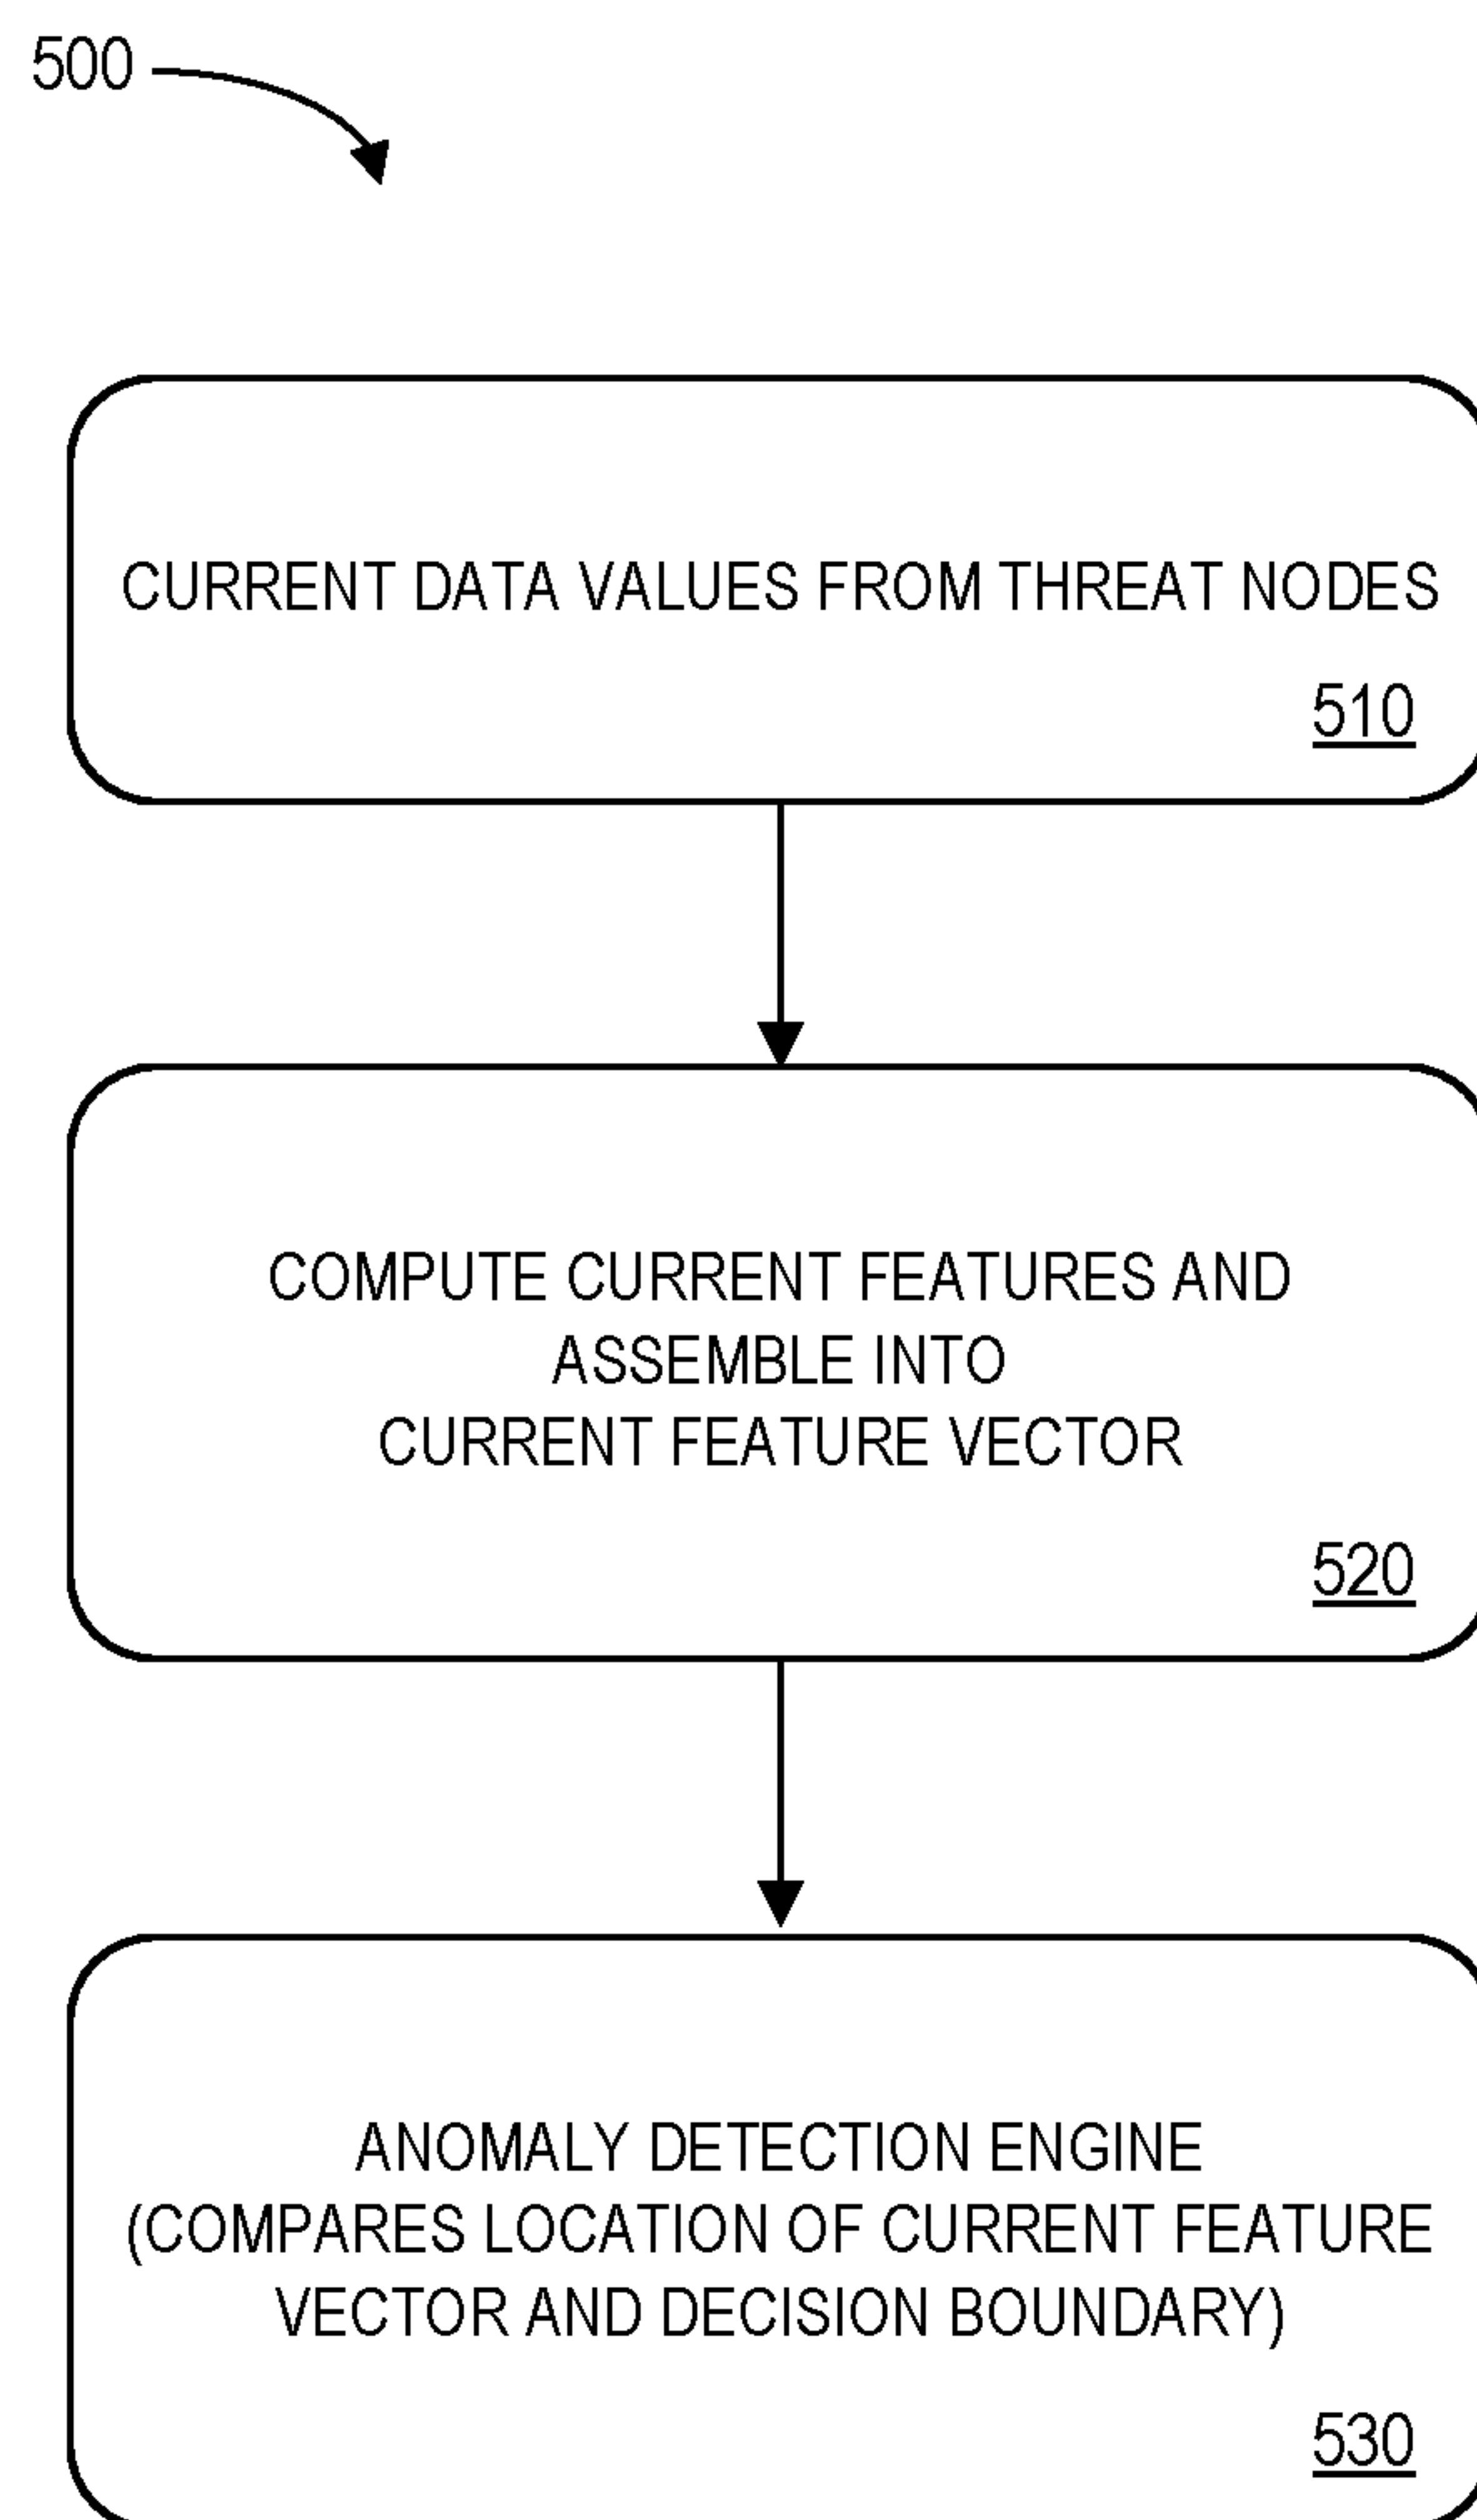 500
CURRENT DATA VALUES FROM THREAT NODES
510
COMPUTE CURRENT FEATURES AND
ASSEMBLE INTO
CURRENT FEATURE VECTOR
520
ANOMALY DETECTION ENGINE
(COMPARES LOCATION OF CURRENT FEATURE
VECTOR AND DECISION BOUNDARY)
530